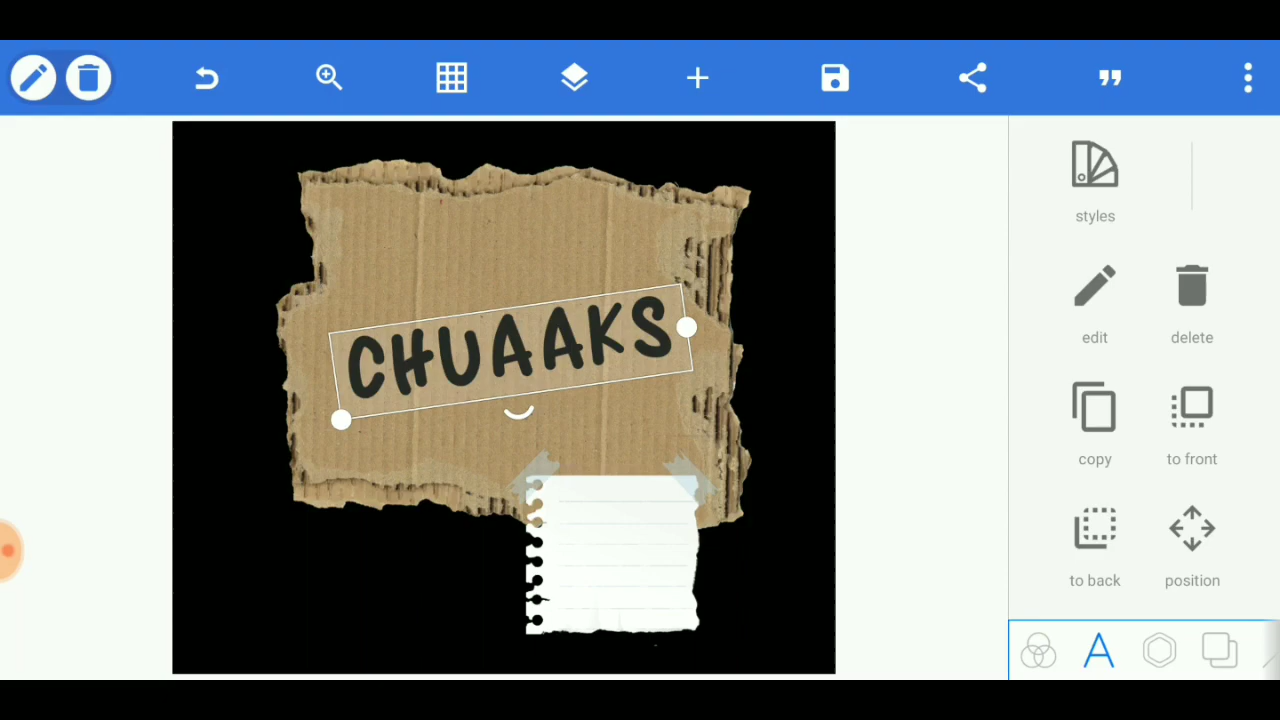 styles
CHUAAKS
edit
delete
copy
to front
to back
position